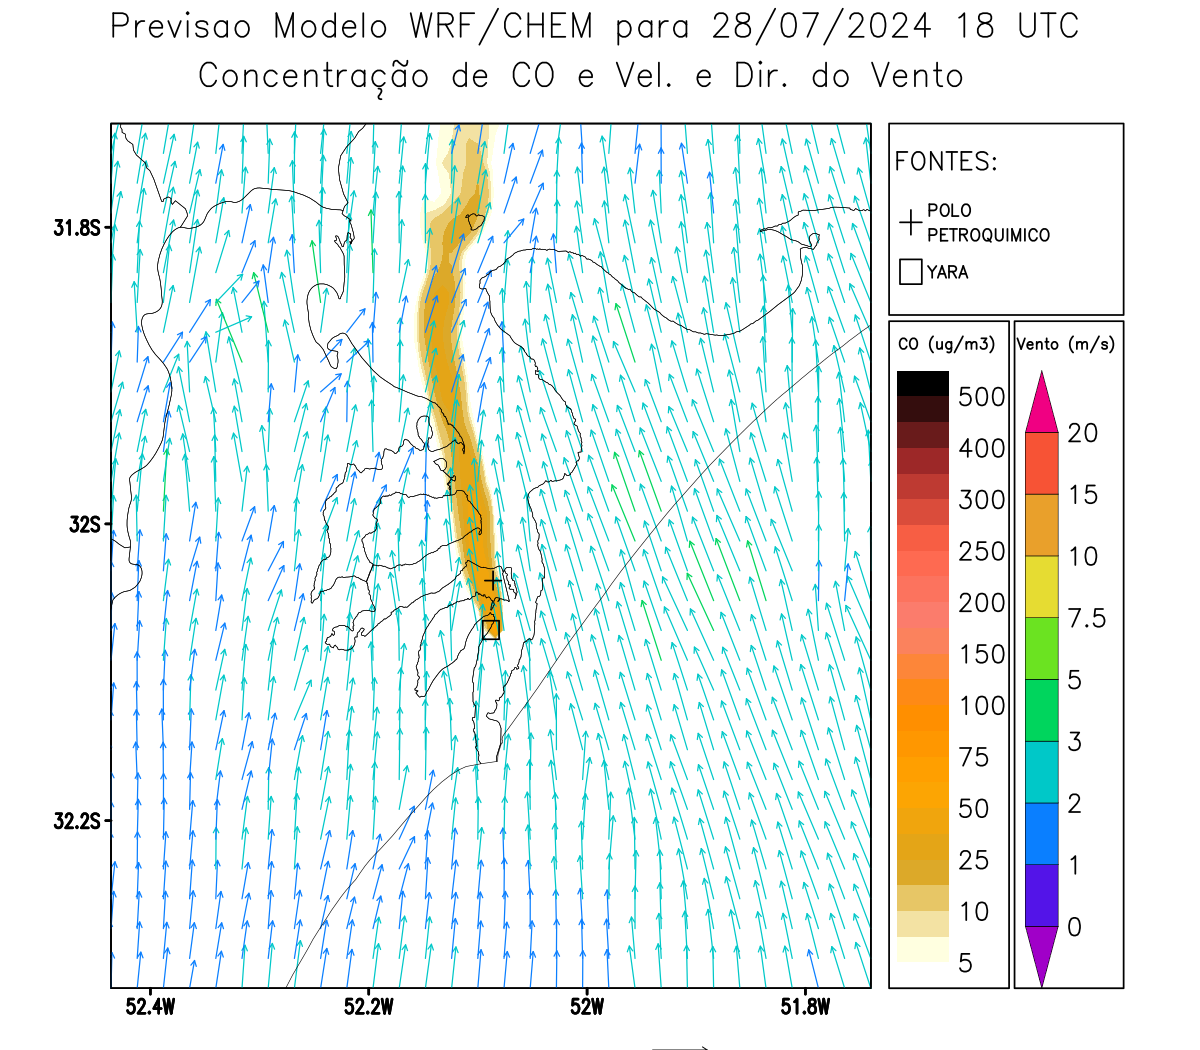 Previsao Modelo WRF/CHEM para 28/07/2024 18 UTC
Concentração de CO e Vel. e Dir. do Vento
FONTES:
POLO
PETROQUIMICO
YARA
CO (ug/m3)
500
400
300
250
200
150
100
75
50
25
10
5
Vento (m/s)
20
15
10
7.5
5
3
2
1
0
31.8S
32S
32.2S
52.4W
52.2W
52W
51.8W